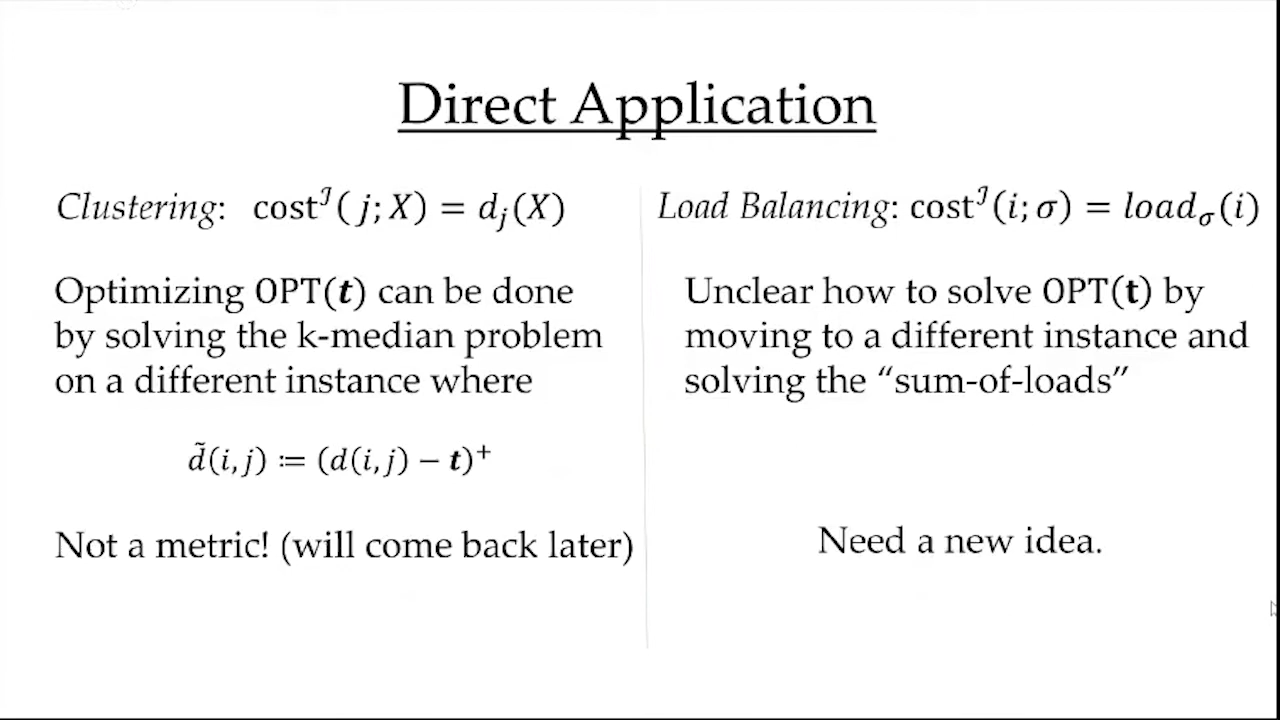 Direct Application
Clustering: cost^ℐ(j; X) = d_j(X)
Optimizing OPT(t) can be done
by solving the k-median problem
on a different instance where
d̃(i, j) ≔ (d(i, j) − t)⁺
Not a metric! (will come back later)
Load Balancing: cost^ℐ(i; σ) = load_σ(i)
Unclear how to solve OPT(t) by
moving to a different instance and
solving the “sum-of-loads”
Need a new idea.